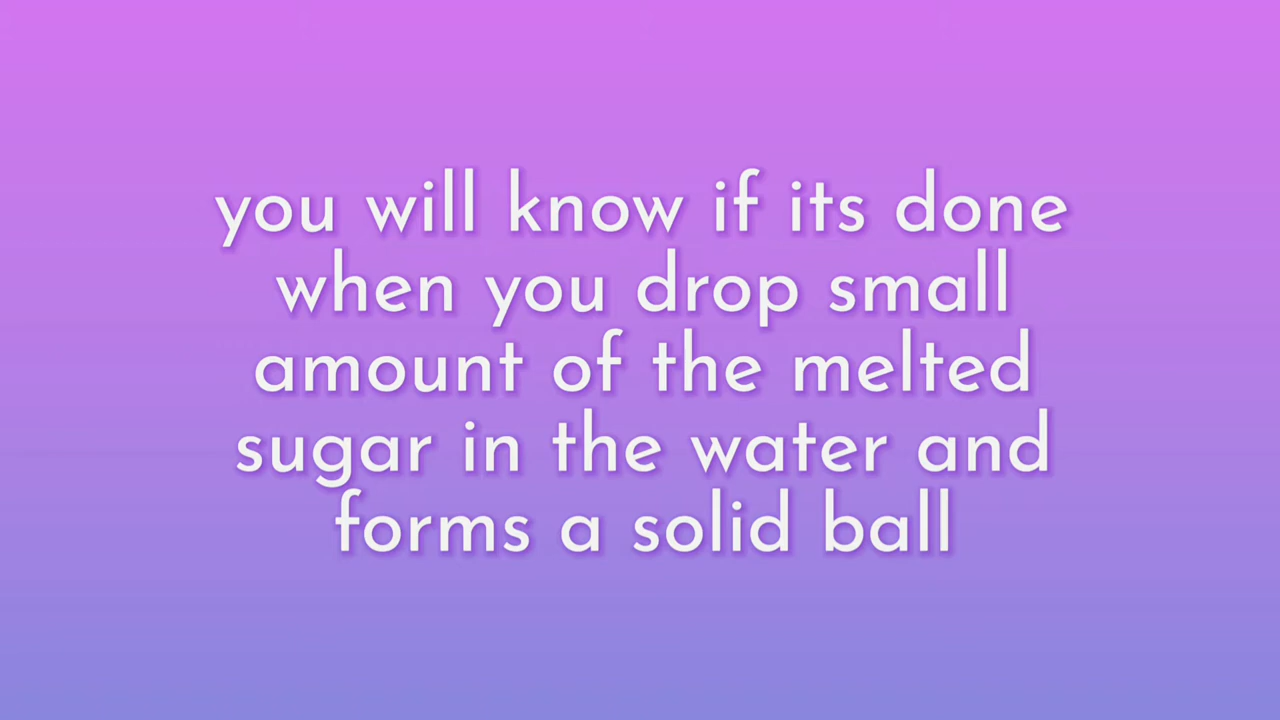 you will know if its done
when you drop small
amount of the melted
sugar in the water and
forms a solid ball